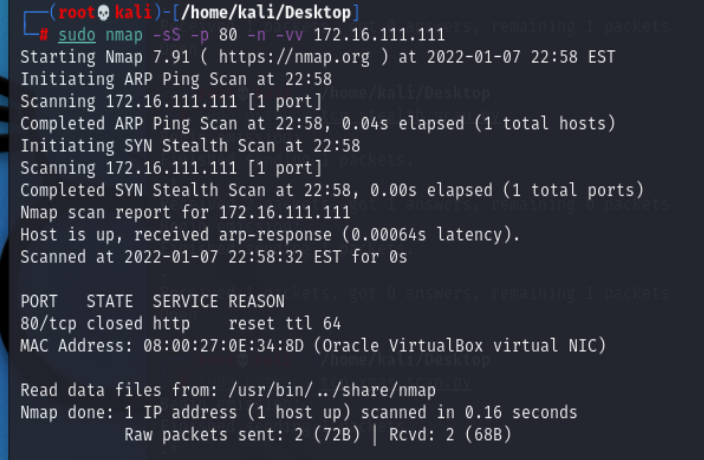 (root💀kali)-[/home/kali/Desktop]
# sudo nmap -sS -p 80 -n -vv 172.16.111.111
Starting Nmap 7.91 ( https://nmap.org ) at 2022-01-07 22:58 EST
Initiating ARP Ping Scan at 22:58
Scanning 172.16.111.111 [1 port]
Completed ARP Ping Scan at 22:58, 0.04s elapsed (1 total hosts)
Initiating SYN Stealth Scan at 22:58
Scanning 172.16.111.111 [1 port]
Completed SYN Stealth Scan at 22:58, 0.00s elapsed (1 total ports)
Nmap scan report for 172.16.111.111
Host is up, received arp-response (0.00064s latency).
Scanned at 2022-01-07 22:58:32 EST for 0s
PORT   STATE  SERVICE REASON
80/tcp closed http    reset ttl 64
MAC Address: 08:00:27:0E:34:8D (Oracle VirtualBox virtual NIC)
Read data files from: /usr/bin/../share/nmap
Nmap done: 1 IP address (1 host up) scanned in 0.16 seconds
Raw packets sent: 2 (72B) | Rcvd: 2 (68B)